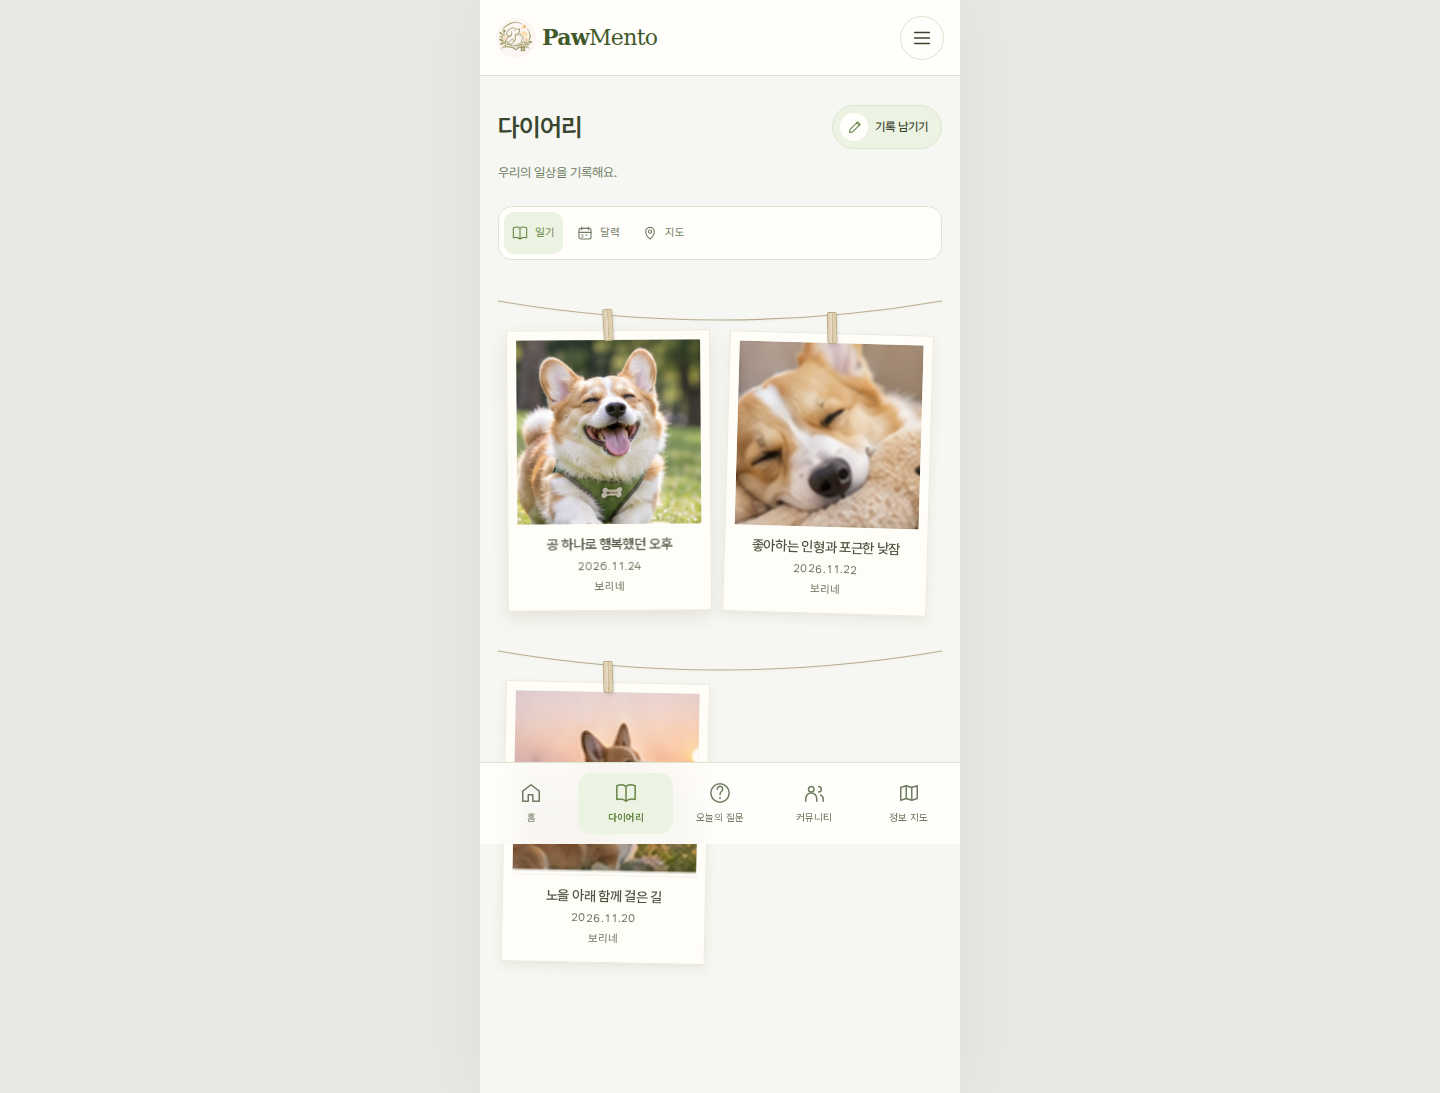 PawMento
다이어리
기록 남기기
우리의 일상을 기록해요.
일기
달력
지도
공 하나로 행복했던 오후
2026.11.24
보리네
좋아하는 인형과 포근한 낮잠
2026.11.22
보리네
홈
다이어리
오늘의 질문
커뮤니티
정보 지도
노을 아래 함께 걸은 길
2026.11.20
보리네